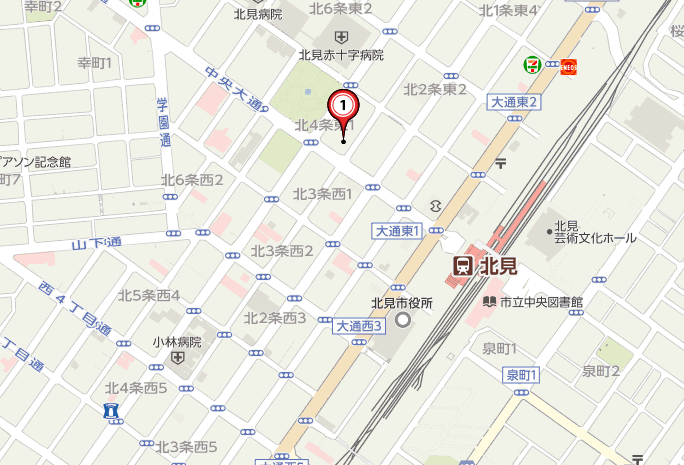 幸町2
北見病院
北6条東2
北1条東4
北見赤十字病院
幸町1
中央大通
北2条東2
ENEOS
大通東2
学園通
1
北4条東1
ピアソン記念館
町7
北6条西2
北3条西1
山下通
大通東1
北見
芸術文化ホール
北3条西2
北見
西4丁目通
北5条西4
北見市役所
市立中央図書館
北2条西3
大通西3
小林病院
丁目通
泉町1
泉町2
泉町1
北4条西5
北3条西5
大通西5